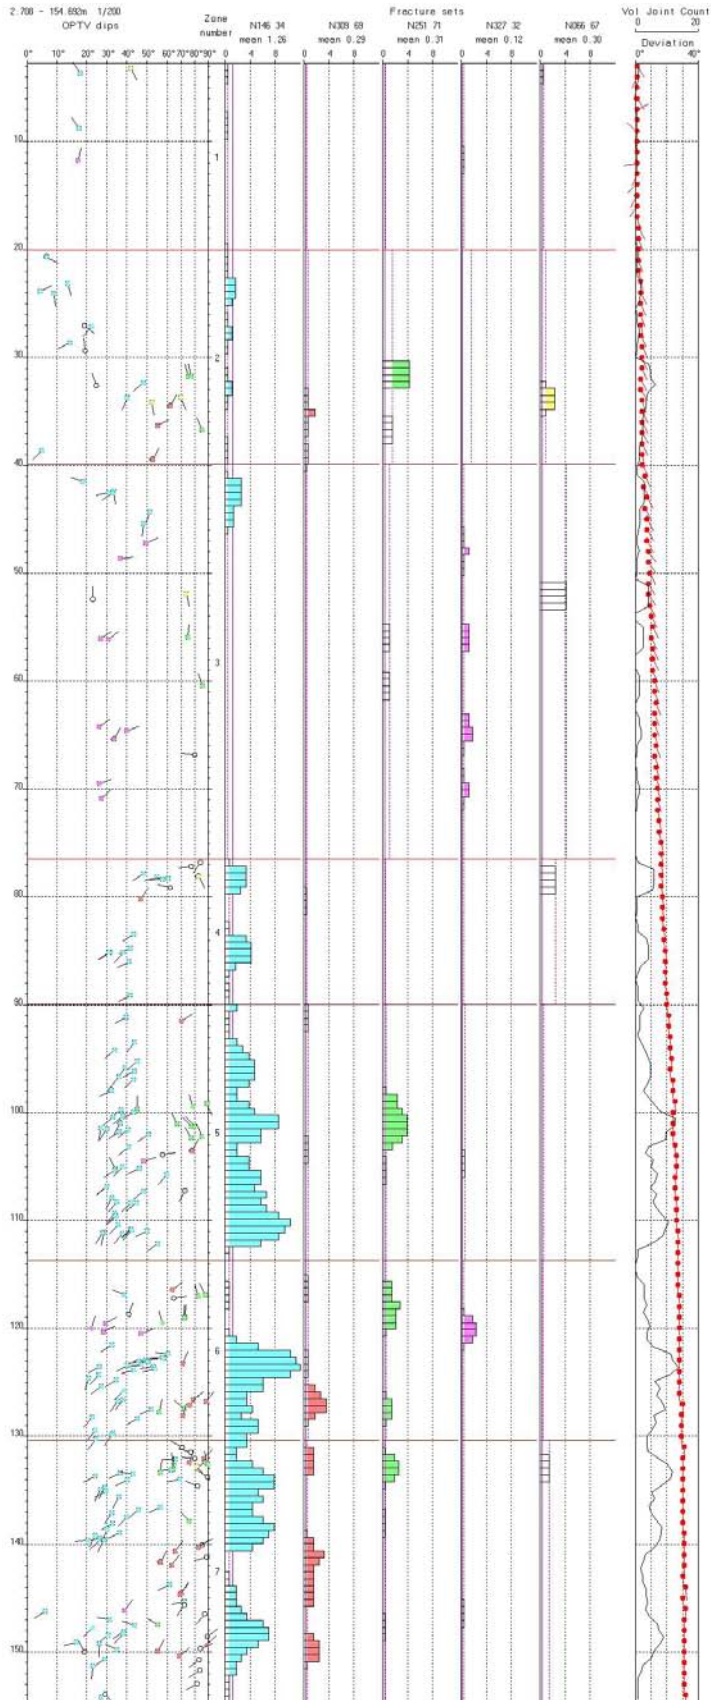 2.708 - 154.692m 1/200
OPTV dips
Zone
number
Fracture sets
N146 34
N309 69
N251 71
N327 32
N066 67
mean 1.26
mean 0.29
mean 0.31
mean 0.12
mean 0.30
Vol Joint Count
0 20
Deviation
0° 40°
0° 10° 20° 30° 40° 50° 60° 70° 80° 90°
0 4 8
0 4 8
0 4 8
0 4 8
0 4 8
10
1
20
30
2
40
50
3
60
70
80
4
90
100
5
110
120
6
130
140
7
150